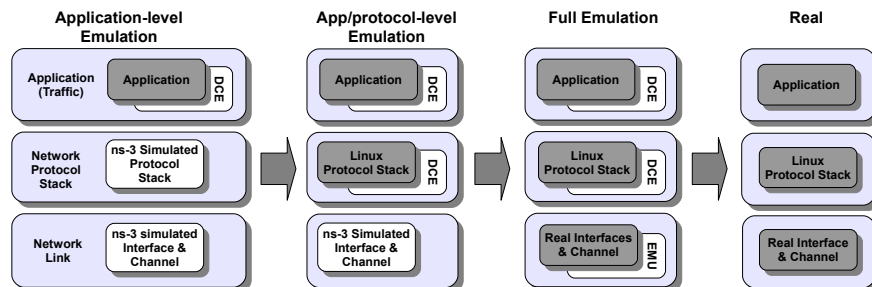 Application-level
Emulation
App/protocol-level
Emulation
Full Emulation
Real
Application
(Traffic)
Application
DCE
Application
DCE
Application
DCE
Application
Network
Protocol
Stack
ns-3 Simulated
Protocol
Stack
Linux
Protocol Stack
DCE
Linux
Protocol Stack
DCE
Linux
Protocol Stack
Network
Link
ns-3 simulated
Interface &
Channel
ns-3 Simulated
Interface &
Channel
Real Interfaces
& Channel
EMU
Real Interface
& Channel